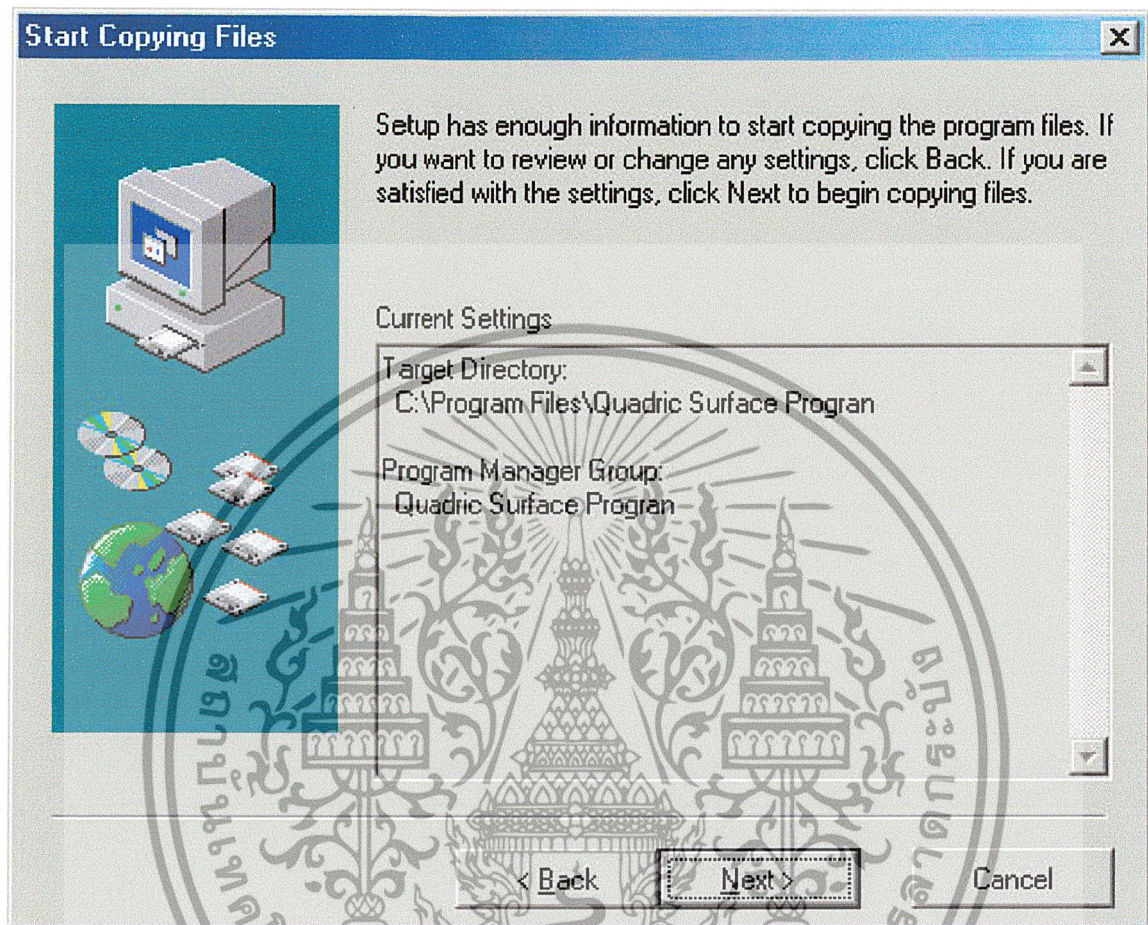 Start Copying Files
Setup has enough information to start copying the program files. If
you want to review or change any settings, click Back. If you are
satisfied with the settings, click Next to begin copying files.
Current Settings
Target Directory:
C:\Program Files\Quadric Surface Progran
Program Manager Group:
Quadric Surface Progran
< Back
Next >
Cancel